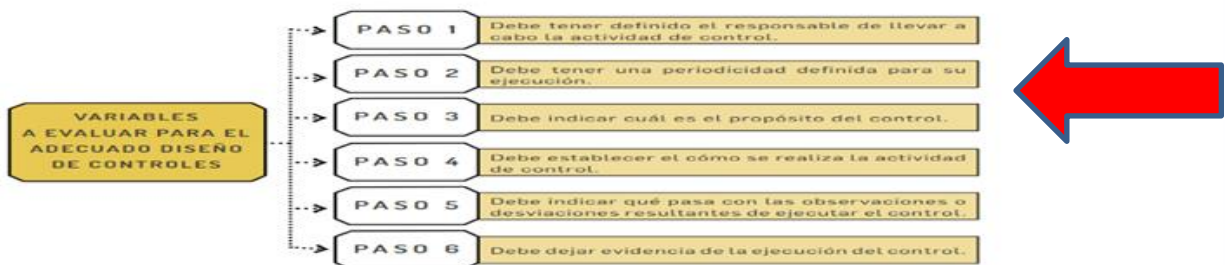 VARIABLES
A EVALUAR PARA EL
ADECUADO DISEÑO
DE CONTROLES
PASO 1
Debe tener definido el responsable de llevar a
cabo la actividad de control.
PASO 2
Debe tener una periodicidad definida para su
ejecución.
PASO 3
Debe indicar cuál es el propósito del control.
PASO 4
Debe establecer el cómo se realiza la actividad
de control.
PASO 5
Debe indicar qué pasa con las observaciones o
desviaciones resultantes de ejecutar el control.
PASO 6
Debe dejar evidencia de la ejecución del control.